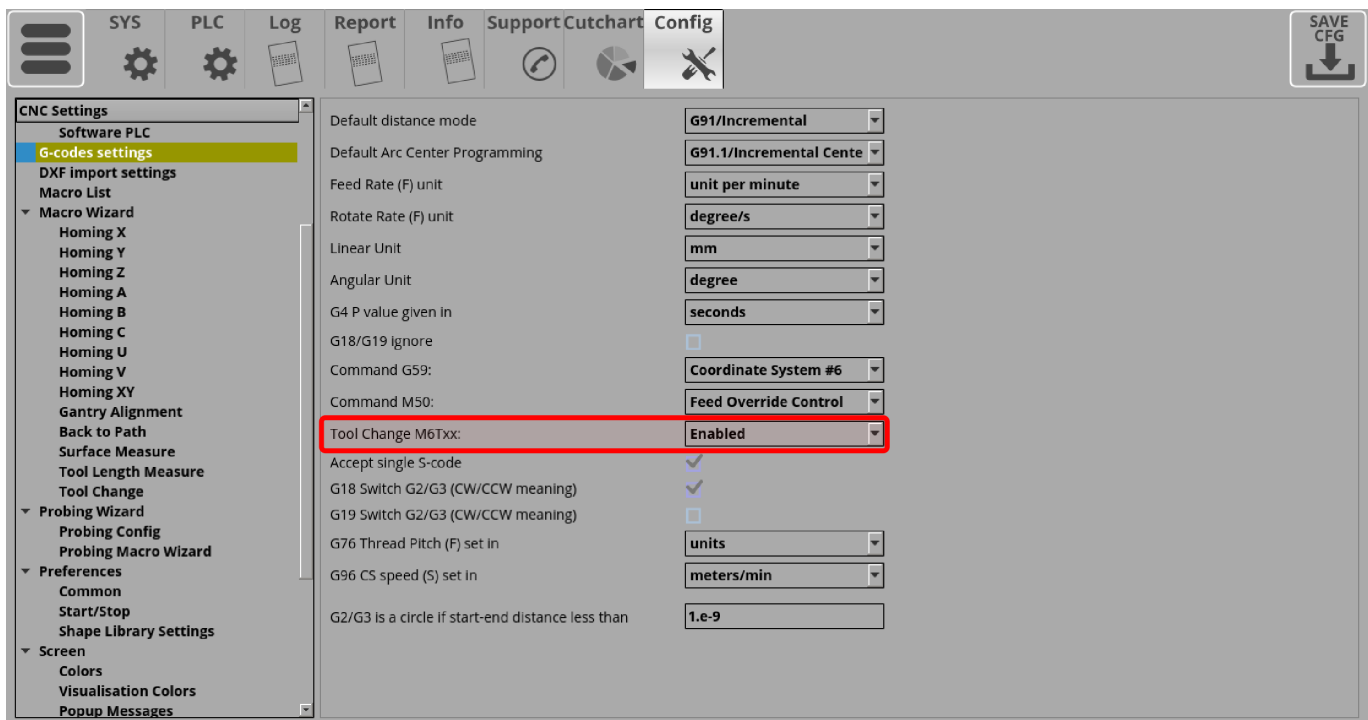 SYS PLC Log Report Info Support Cutchart Config SAVE
CFG
CNC Settings
Software PLC
G-codes settings
DXF import settings
Macro List
Macro Wizard
Homing X
Homing Y
Homing Z
Homing A
Homing B
Homing C
Homing U
Homing V
Homing XY
Gantry Alignment
Back to Path
Surface Measure
Tool Length Measure
Tool Change
Probing Wizard
Probing Config
Probing Macro Wizard
Preferences
Common
Start/Stop
Shape Library Settings
Screen
Colors
Visualisation Colors
Popup Messages
Default distance mode G91/Incremental
Default Arc Center Programming G91.1/Incremental Cente
Feed Rate (F) unit unit per minute
Rotate Rate (F) unit degree/s
Linear Unit mm
Angular Unit degree
G4 P value given in seconds
G18/G19 ignore
Command G59: Coordinate System #6
Command M50: Feed Override Control
Tool Change M6Txx: Enabled
Accept single S-code
G18 Switch G2/G3 (CW/CCW meaning)
G19 Switch G2/G3 (CW/CCW meaning)
G76 Thread Pitch (F) set in units
G96 CS speed (S) set in meters/min
G2/G3 is a circle if start-end distance less than 1.e-9